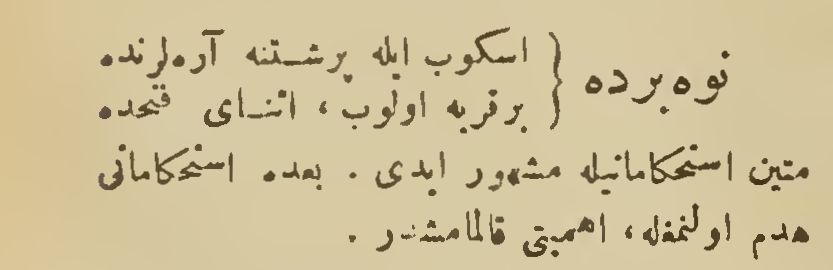 نوه‌برده { اسكوب ايله پرشتنه آره‌لرنده
برقريه اولوب ، اثنای فتحده
متين استحكاماتيله مشهور ايدی . بعده استحكاماتی
هدم اولنمغله ، اهميتی قالمامشدر .